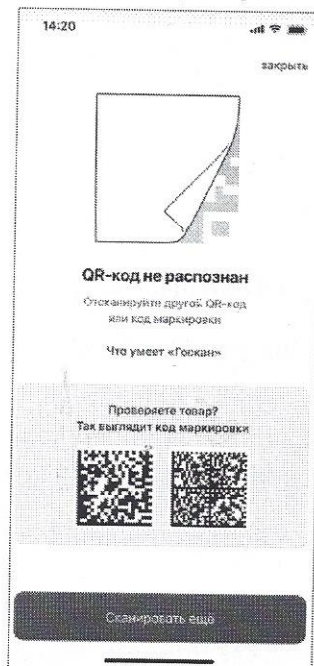 14:20
закрыть
QR-код не распознан
Отсканируйте другой QR-код
или код маркировки
Что умеет «Госкан»
Проверяете товар?
Так выглядит код маркировки
Сканировать ещё